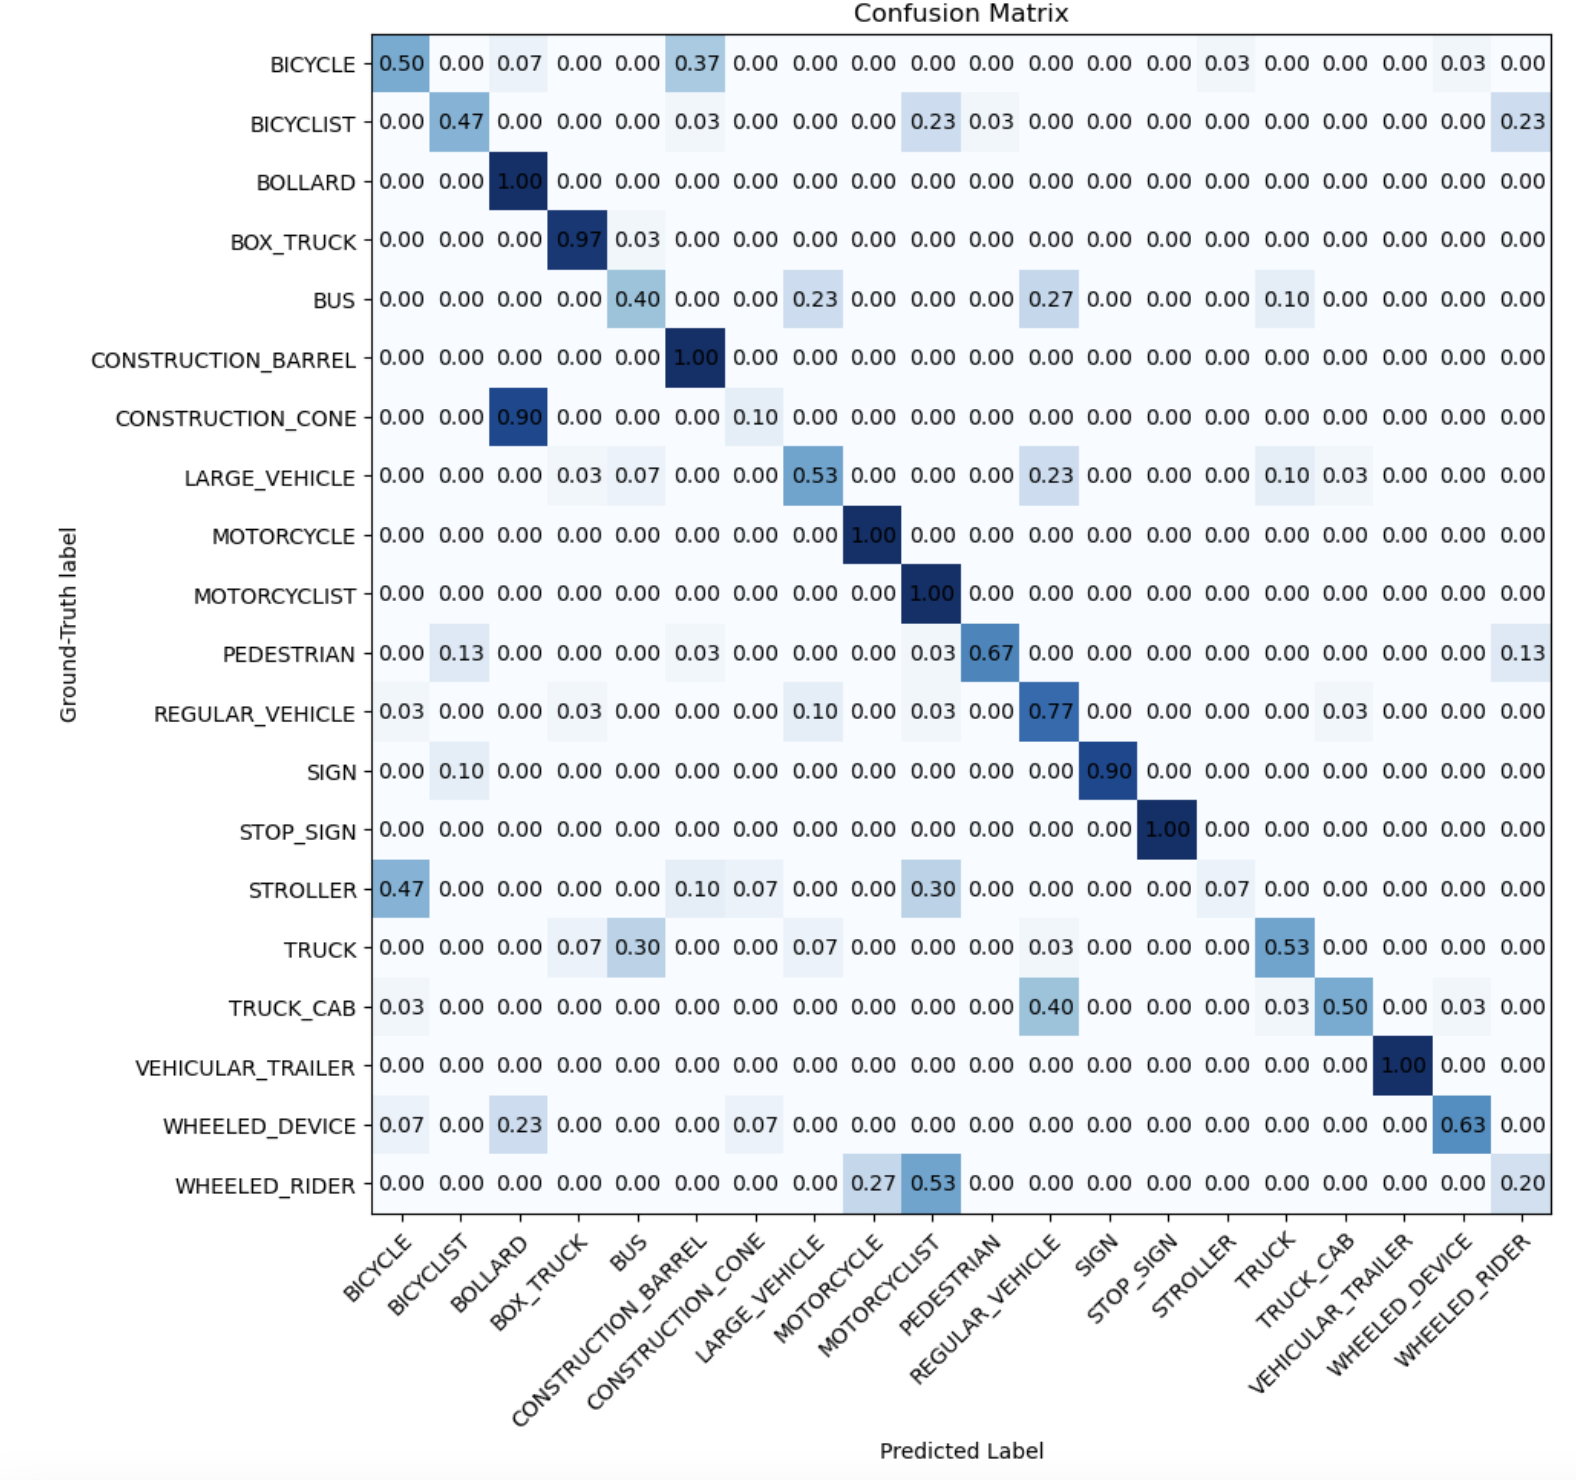 Confusion Matrix
BICYCLE 0.50 0.00 0.07 0.00 0.00 0.37 0.00 0.00 0.00 0.00 0.00 0.00 0.00 0.00 0.03 0.00 0.00 0.00 0.03 0.00
BICYCLIST 0.00 0.47 0.00 0.00 0.00 0.03 0.00 0.00 0.00 0.23 0.03 0.00 0.00 0.00 0.00 0.00 0.00 0.00 0.00 0.23
BOLLARD 0.00 0.00 1.00 0.00 0.00 0.00 0.00 0.00 0.00 0.00 0.00 0.00 0.00 0.00 0.00 0.00 0.00 0.00 0.00 0.00
BOX_TRUCK 0.00 0.00 0.00 0.97 0.03 0.00 0.00 0.00 0.00 0.00 0.00 0.00 0.00 0.00 0.00 0.00 0.00 0.00 0.00 0.00
BUS 0.00 0.00 0.00 0.00 0.40 0.00 0.00 0.23 0.00 0.00 0.00 0.27 0.00 0.00 0.00 0.10 0.00 0.00 0.00 0.00
CONSTRUCTION_BARREL 0.00 0.00 0.00 0.00 0.00 1.00 0.00 0.00 0.00 0.00 0.00 0.00 0.00 0.00 0.00 0.00 0.00 0.00 0.00 0.00
CONSTRUCTION_CONE 0.00 0.00 0.90 0.00 0.00 0.00 0.10 0.00 0.00 0.00 0.00 0.00 0.00 0.00 0.00 0.00 0.00 0.00 0.00 0.00
LARGE_VEHICLE 0.00 0.00 0.00 0.03 0.07 0.00 0.00 0.53 0.00 0.00 0.00 0.23 0.00 0.00 0.00 0.10 0.03 0.00 0.00 0.00
MOTORCYCLE 0.00 0.00 0.00 0.00 0.00 0.00 0.00 0.00 1.00 0.00 0.00 0.00 0.00 0.00 0.00 0.00 0.00 0.00 0.00 0.00
MOTORCYCLIST 0.00 0.00 0.00 0.00 0.00 0.00 0.00 0.00 0.00 1.00 0.00 0.00 0.00 0.00 0.00 0.00 0.00 0.00 0.00 0.00
PEDESTRIAN 0.00 0.13 0.00 0.00 0.00 0.03 0.00 0.00 0.00 0.03 0.67 0.00 0.00 0.00 0.00 0.00 0.00 0.00 0.00 0.13
REGULAR_VEHICLE 0.03 0.00 0.00 0.03 0.00 0.00 0.00 0.10 0.00 0.03 0.00 0.77 0.00 0.00 0.00 0.00 0.03 0.00 0.00 0.00
SIGN 0.00 0.10 0.00 0.00 0.00 0.00 0.00 0.00 0.00 0.00 0.00 0.00 0.90 0.00 0.00 0.00 0.00 0.00 0.00 0.00
STOP_SIGN 0.00 0.00 0.00 0.00 0.00 0.00 0.00 0.00 0.00 0.00 0.00 0.00 0.00 1.00 0.00 0.00 0.00 0.00 0.00 0.00
STROLLER 0.47 0.00 0.00 0.00 0.00 0.10 0.07 0.00 0.00 0.30 0.00 0.00 0.00 0.00 0.07 0.00 0.00 0.00 0.00 0.00
TRUCK 0.00 0.00 0.00 0.07 0.30 0.00 0.00 0.07 0.00 0.00 0.00 0.03 0.00 0.00 0.00 0.53 0.00 0.00 0.00 0.00
TRUCK_CAB 0.03 0.00 0.00 0.00 0.00 0.00 0.00 0.00 0.00 0.00 0.00 0.40 0.00 0.00 0.00 0.03 0.50 0.00 0.03 0.00
VEHICULAR_TRAILER 0.00 0.00 0.00 0.00 0.00 0.00 0.00 0.00 0.00 0.00 0.00 0.00 0.00 0.00 0.00 0.00 0.00 1.00 0.00 0.00
WHEELED_DEVICE 0.07 0.00 0.23 0.00 0.00 0.00 0.07 0.00 0.00 0.00 0.00 0.00 0.00 0.00 0.00 0.00 0.00 0.00 0.63 0.00
WHEELED_RIDER 0.00 0.00 0.00 0.00 0.00 0.00 0.00 0.00 0.27 0.53 0.00 0.00 0.00 0.00 0.00 0.00 0.00 0.00 0.00 0.20
Ground-Truth label
BICYCLE
BICYCLIST
BOLLARD
BOX_TRUCK
BUS
CONSTRUCTION_BARREL
CONSTRUCTION_CONE
LARGE_VEHICLE
MOTORCYCLE
MOTORCYCLIST
PEDESTRIAN
REGULAR_VEHICLE
SIGN
STOP_SIGN
STROLLER
TRUCK
TRUCK_CAB
VEHICULAR_TRAILER
WHEELED_DEVICE
WHEELED_RIDER
Predicted Label